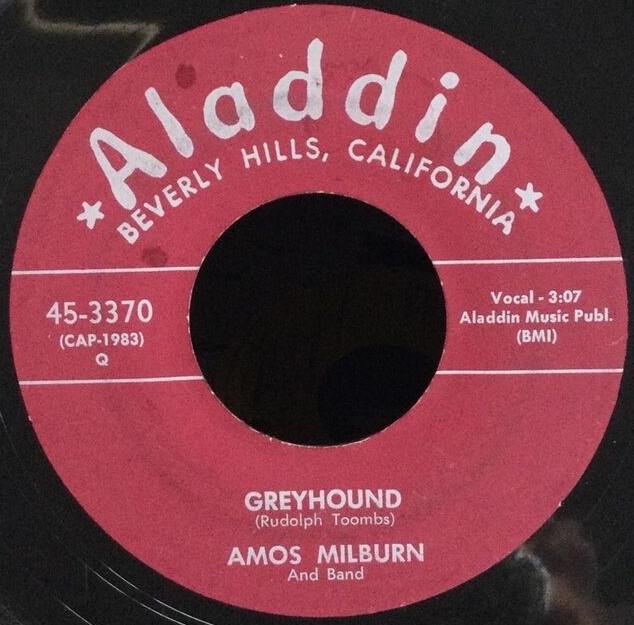 Aladdin
BEVERLY HILLS, CALIFORNIA
45-3370
(CAP-1983)
Q
Vocal - 3:07
Aladdin Music Publ.
(BMI)
GREYHOUND
(Rudolph Toombs)
AMOS MILBURN
And Band